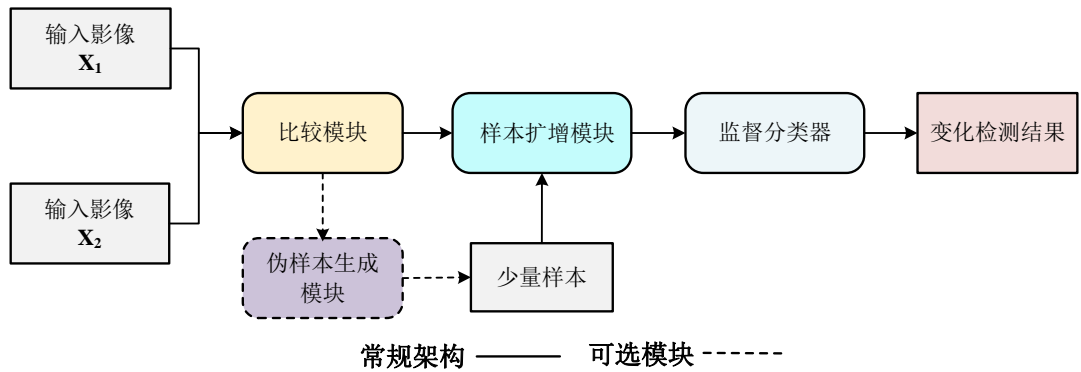 输入影像
X₁
比较模块
样本扩增模块
监督分类器
变化检测结果
输入影像
X₂
伪样本生成
模块
少量样本
常规架构
可选模块